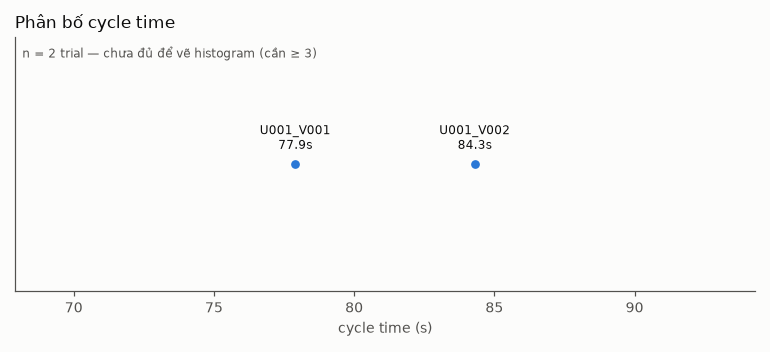 Phân bố cycle time
n = 2 trial — chưa đủ để vẽ histogram (cần ≥ 3)
U001_V001
77.9s
U001_V002
84.3s
70
75
80
85
90
cycle time (s)